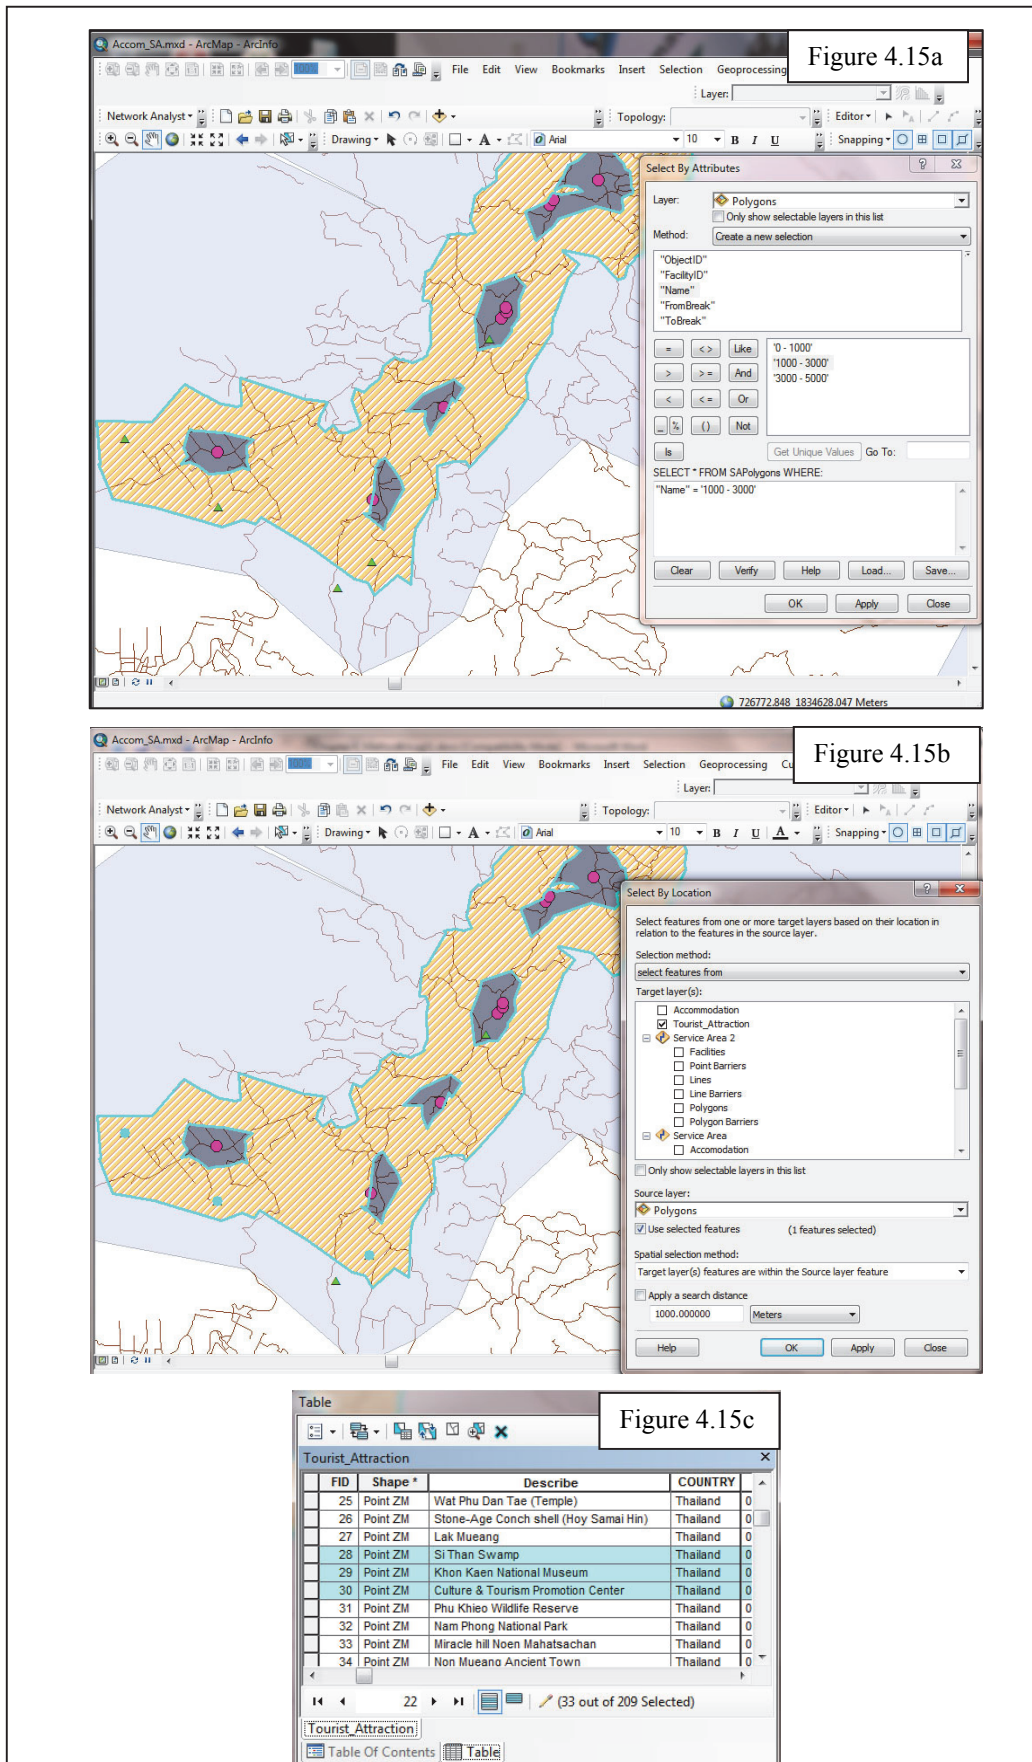 Figure 4.15a
Accom_SA.mxd - ArcMap - ArcInfo
100% File Edit View Bookmarks Insert Selection Geoprocessing
Layer:
Network Analyst Topology: Editor
Drawing A Arial 10 B I U Snapping
Select By Attributes
Layer: Polygons
Only show selectable layers in this list
Method: Create a new selection
"ObjectID"
"FacilityID"
"Name"
"FromBreak"
"ToBreak"
= < > Like '0 - 1000'
'1000 - 3000'
> > = And '3000 - 5000'
< < = Or
_ % ( ) Not
Is Get Unique Values Go To:
SELECT * FROM SAPolygons WHERE:
"Name" = '1000 - 3000'
Clear Verify Help Load... Save...
OK Apply Close
726772.848 1834628.047 Meters
Figure 4.15b
Accom_SA.mxd - ArcMap - ArcInfo
100% File Edit View Bookmarks Insert Selection Geoprocessing Cu
Layer:
Network Analyst Topology: Editor
Drawing A Arial 10 B I U A Snapping
Select By Location
Select features from one or more target layers based on their location in
relation to the features in the source layer.
Selection method:
select features from
Target layer(s):
Accommodation
Tourist_Attraction
Service Area 2
Facilities
Point Barriers
Lines
Line Barriers
Polygons
Polygon Barriers
Service Area
Accomodation
Only show selectable layers in this list
Source layer:
Polygons
Use selected features (1 features selected)
Spatial selection method:
Target layer(s) features are within the Source layer feature
Apply a search distance
1000.000000 Meters
Help OK Apply Close
Figure 4.15c
Table
Tourist_Attraction
FID Shape * Describe COUNTRY
25 Point ZM Wat Phu Dan Tae (Temple) Thailand 0
26 Point ZM Stone-Age Conch shell (Hoy Samai Hin) Thailand 0
27 Point ZM Lak Mueang Thailand 0
28 Point ZM Si Than Swamp Thailand 0
29 Point ZM Khon Kaen National Museum Thailand 0
30 Point ZM Culture & Tourism Promotion Center Thailand 0
31 Point ZM Phu Khieo Wildlife Reserve Thailand 0
32 Point ZM Nam Phong National Park Thailand 0
33 Point ZM Miracle hill Noen Mahatsachan Thailand 0
34 Point ZM Non Mueang Ancient Town Thailand 0
22 (33 out of 209 Selected)
Tourist_Attraction
Table Of Contents Table